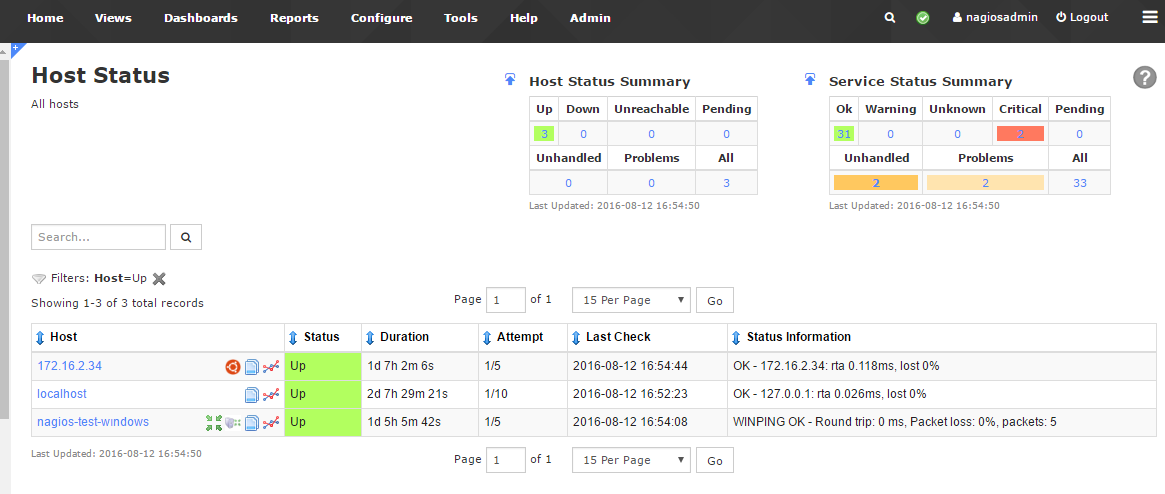 Home Views Dashboards Reports Configure Tools Help Admin nagiosadmin Logout
Host Status
All hosts
Host Status Summary
Up Down Unreachable Pending
3 0 0 0
Unhandled Problems All
0 0 3
Last Updated: 2016-08-12 16:54:50
Service Status Summary
Ok Warning Unknown Critical Pending
31 0 0 2 0
Unhandled Problems All
2 2 33
Last Updated: 2016-08-12 16:54:50
?
Search...
Filters: Host=Up
Showing 1-3 of 3 total records
Page 1 of 1 15 Per Page Go
Host Status Duration Attempt Last Check Status Information
172.16.2.34 Up 1d 7h 2m 6s 1/5 2016-08-12 16:54:44 OK - 172.16.2.34: rta 0.118ms, lost 0%
localhost Up 2d 7h 29m 21s 1/10 2016-08-12 16:52:23 OK - 127.0.0.1: rta 0.026ms, lost 0%
nagios-test-windows Up 1d 5h 5m 42s 1/5 2016-08-12 16:54:08 WINPING OK - Round trip: 0 ms, Packet loss: 0%, packets: 5
Last Updated: 2016-08-12 16:54:50
Page 1 of 1 15 Per Page Go